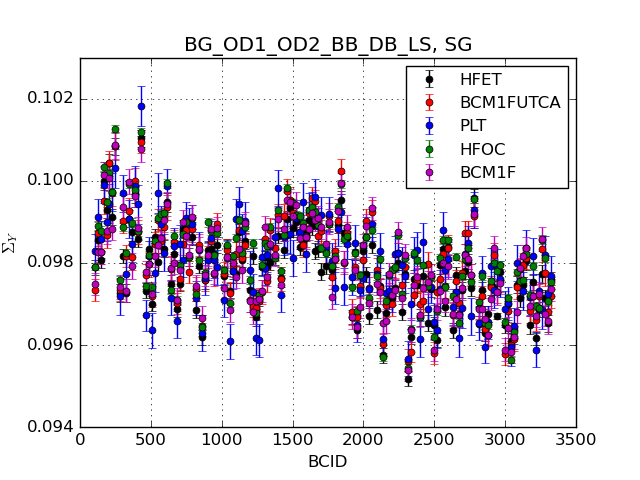 BG_OD1_OD2_BB_DB_LS, SG
HFET
BCM1FUTCA
PLT
HFOC
BCM1F
0.102
0.100
0.098
0.096
0.094
Σ_Y
0 500 1000 1500 2000 2500 3000 3500
BCID